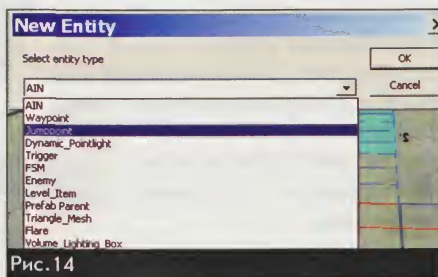 New Entity
Select entity type
OK
AIN
Cancel
AIN
Waypoint
Jumppoint
Dynamic_Pointlight
Trigger
FSM
Enemy
Level_Item
Prefab Parent
Triangle_Mesh
Flare
Volume_Lighting_Box
Рис.14